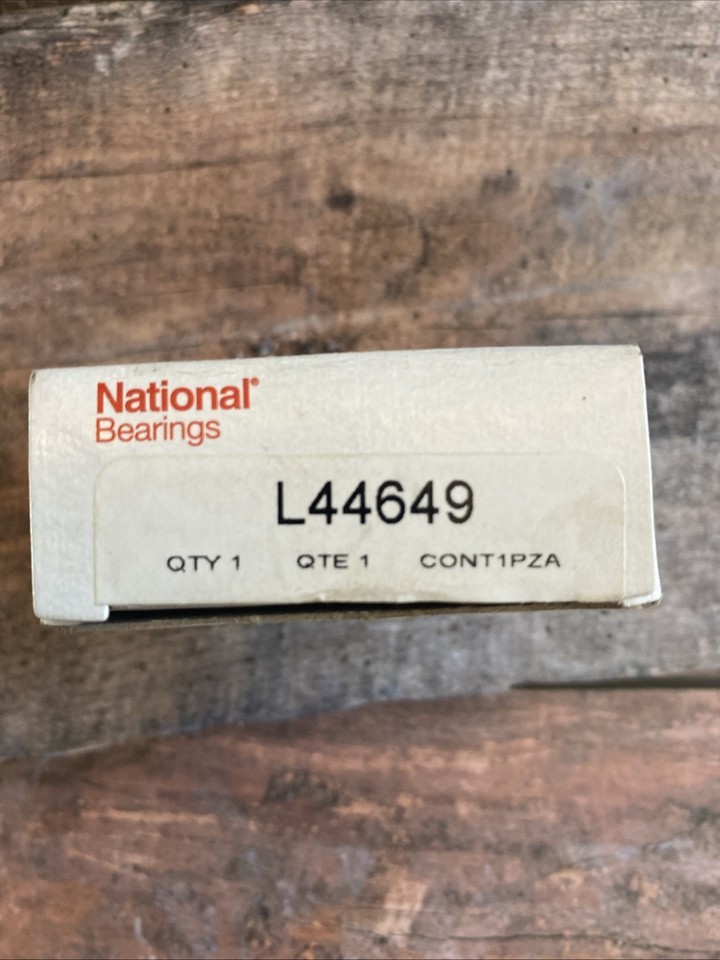 National®
Bearings
L44649
QTY 1 QTE 1 CONT1PZA